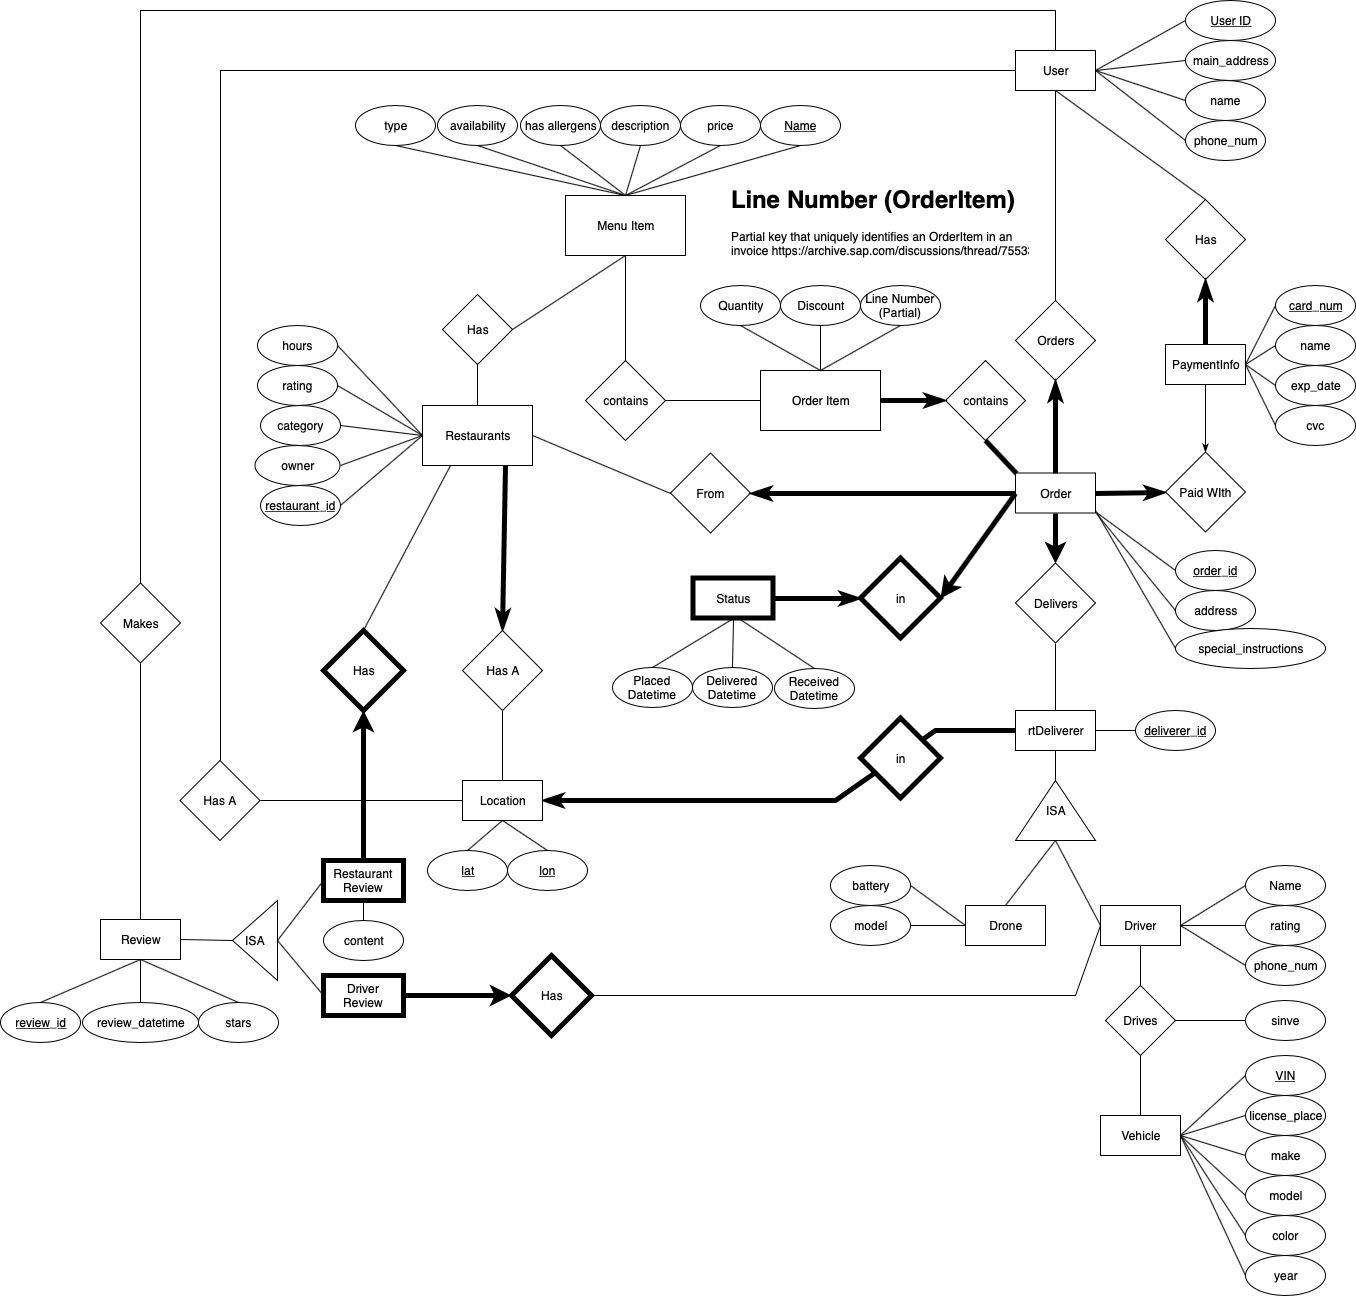 User ID
User
main_address
name
phone_num
type
availability
has allergens
description
price
Name
Line Number (OrderItem)
Partial key that uniquely identifies an OrderItem in an
invoice https://archive.sap.com/discussions/thread/7553
Menu Item
Has
Has
Quantity
Discount
Line Number
(Partial)
card_num
hours
Has
Orders
name
PaymentInfo
rating
exp_date
category
contains
Order Item
contains
cvc
Restaurants
owner
restaurant_id
From
Order
Paid WIth
order_id
Status
in
Delivers
address
Makes
special_instructions
Has
Has A
Placed
Datetime
Delivered
Datetime
Received
Datetime
rtDeliverer
deliverer_id
in
Has A
Location
ISA
lat
lon
Restaurant
Review
battery
Name
model
Drone
Driver
rating
Review
ISA
content
phone_num
Driver
Review
Has
review_id
review_datetime
stars
Drives
sinve
VIN
license_place
Vehicle
make
model
color
year